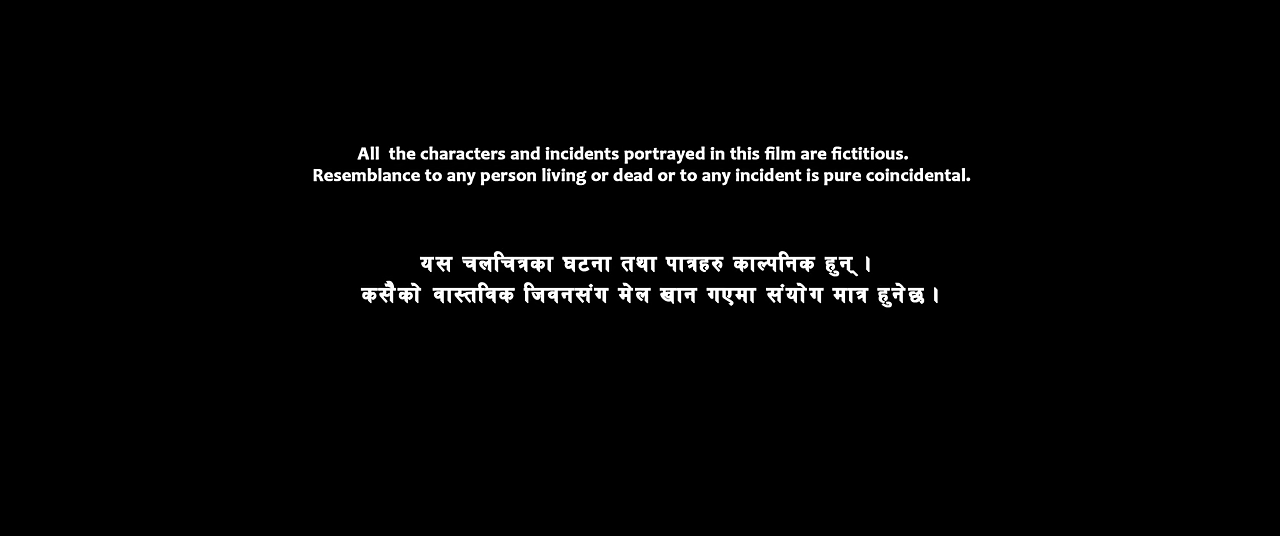 All the characters and incidents portrayed in this film are fictitious.
Resemblance to any person living or dead or to any incident is pure coincidental.
यस चलचित्रका घटना तथा पात्रहरु काल्पनिक हुन् ।
कसैको वास्तविक जिवनसंग मेल खान गएमा संयोग मात्र हुनेछ ।